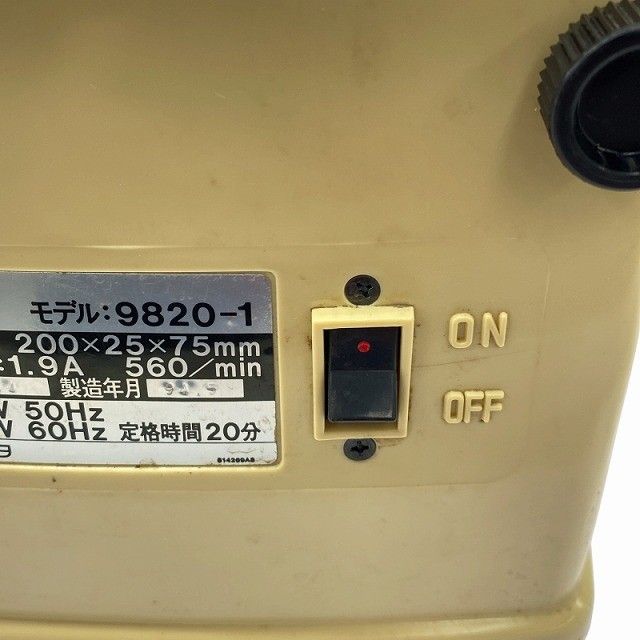 モデル:9820-1
200×25×75mm
1.9A 560/min
製造年月
W 50Hz
W 60Hz 定格時間20分
814269A8
ON
OFF